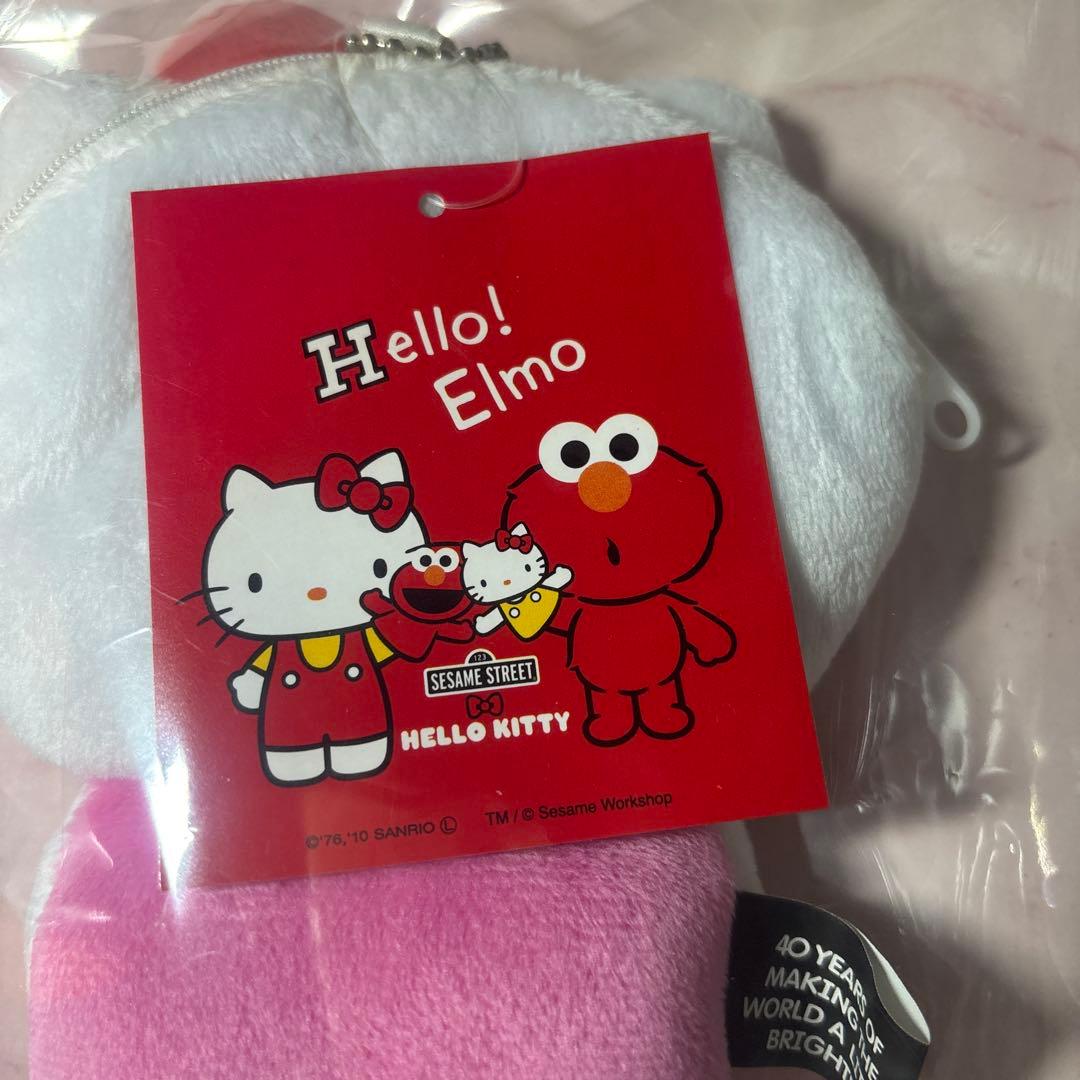 Hello!
Elmo
123
SESAME STREET
HELLO KITTY
©'76,'10 SANRIO Ⓛ
TM / © Sesame Workshop
40 YEARS OF
MAKING THE
WORLD A